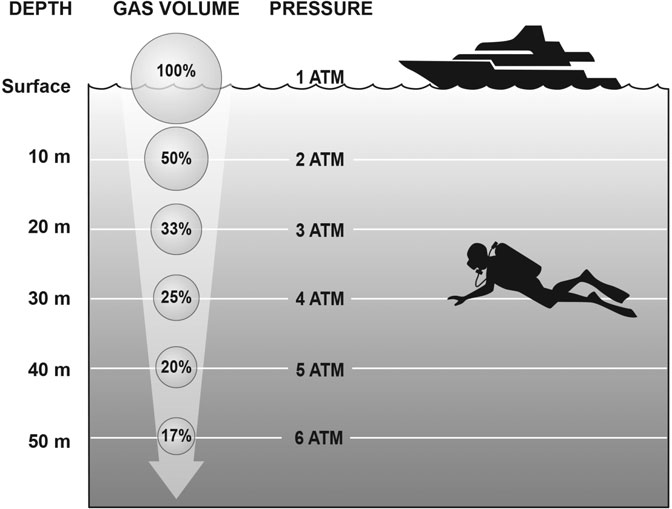 DEPTH GAS VOLUME PRESSURE
Surface 100% 1 ATM
10 m 50% 2 ATM
20 m 33% 3 ATM
30 m 25% 4 ATM
40 m 20% 5 ATM
50 m 17% 6 ATM